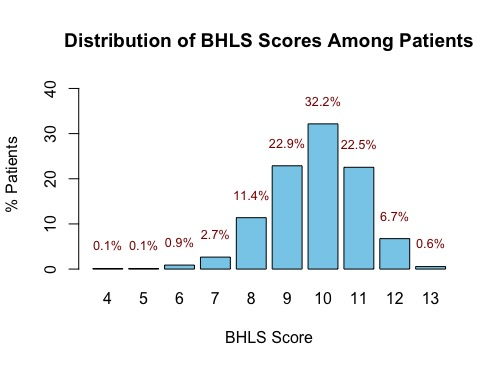 Distribution of BHLS Scores Among Patients
% Patients
40
30
20
10
0
0.1% 0.1% 0.9% 2.7% 11.4% 22.9% 32.2% 22.5% 6.7% 0.6%
4 5 6 7 8 9 10 11 12 13
BHLS Score